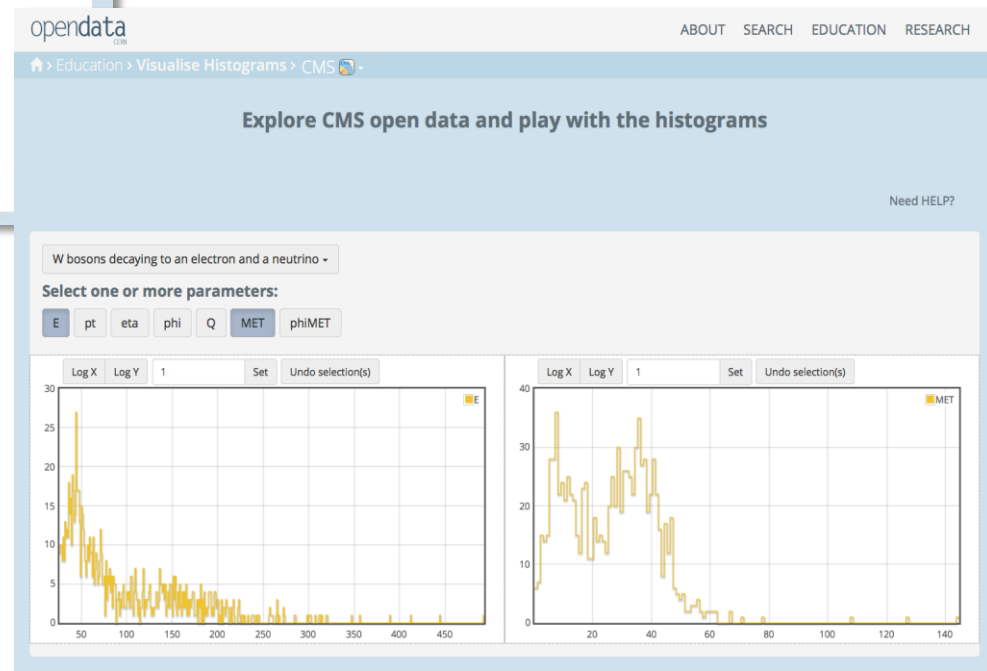 opendata
CERN
ABOUT SEARCH EDUCATION RESEARCH
> Education > Visualise Histograms > CMS
Explore CMS open data and play with the histograms
Need HELP?
W bosons decaying to an electron and a neutrino
Select one or more parameters:
E pt eta phi Q MET phiMET
Log X Log Y 1 Set Undo selection(s)
30
25
20
15
10
5
0
50 100 150 200 250 300 350 400 450
E
Log X Log Y 1 Set Undo selection(s)
40
30
20
10
0
20 40 60 80 100 120 140
MET